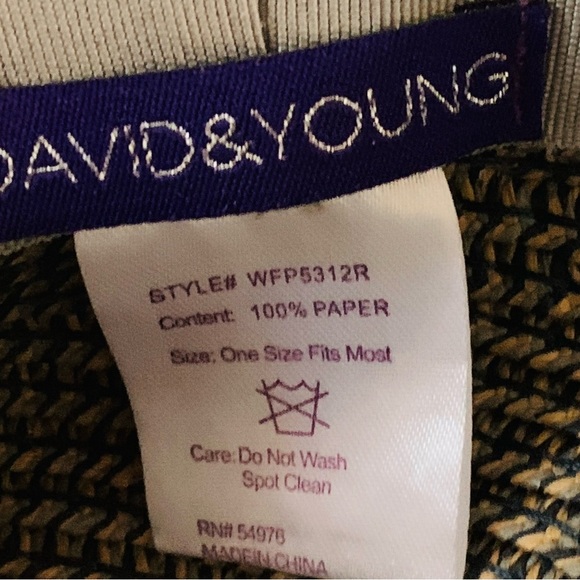 DAVID&YOUNG
STYLE# WFP5312R
Content: 100% PAPER
Size: One Size Fits Most
Care: Do Not Wash
Spot Clean
RN# 54976
MADE IN CHINA